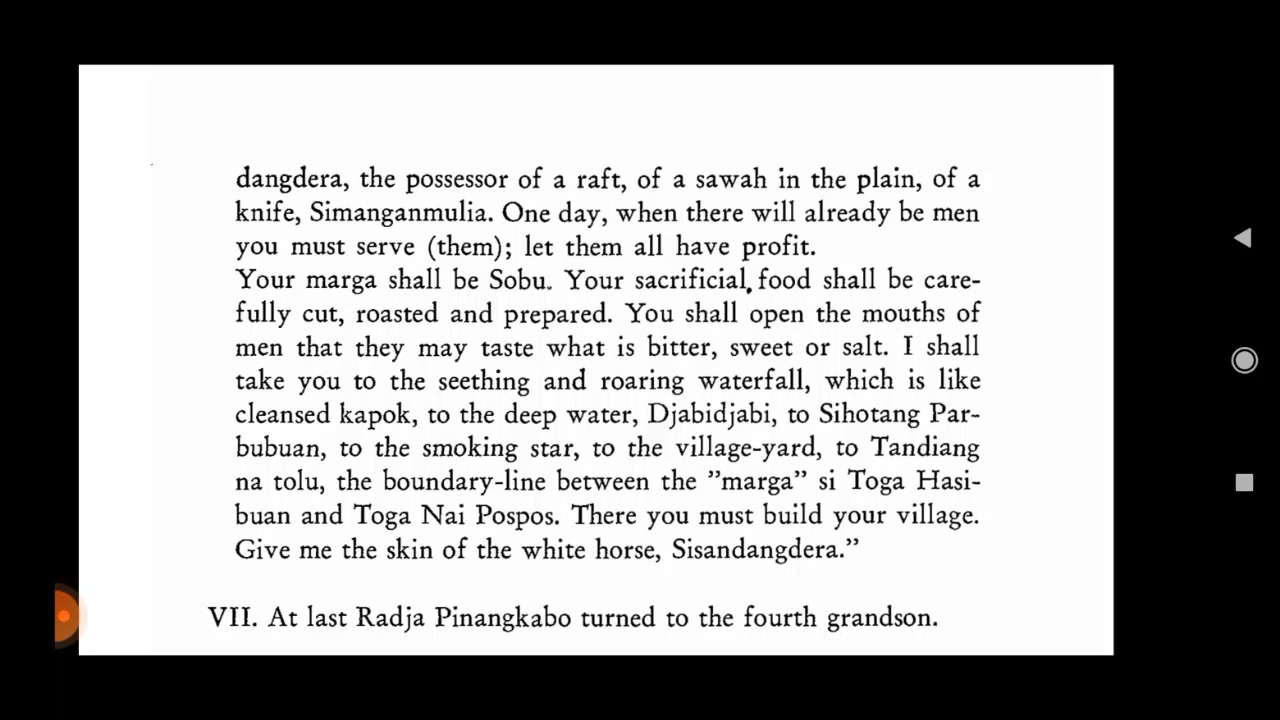 dangdera, the possessor of a raft, of a sawah in the plain, of a
knife, Simanganmulia. One day, when there will already be men
you must serve (them); let them all have profit.
Your marga shall be Sobu. Your sacrificial, food shall be care-
fully cut, roasted and prepared. You shall open the mouths of
men that they may taste what is bitter, sweet or salt. I shall
take you to the seething and roaring waterfall, which is like
cleansed kapok, to the deep water, Djabidjabi, to Sihotang Par-
bubuan, to the smoking star, to the village-yard, to Tandiang
na tolu, the boundary-line between the ”marga” si Toga Hasi-
buan and Toga Nai Pospos. There you must build your village.
Give me the skin of the white horse, Sisandangdera.”
VII. At last Radja Pinangkabo turned to the fourth grandson.